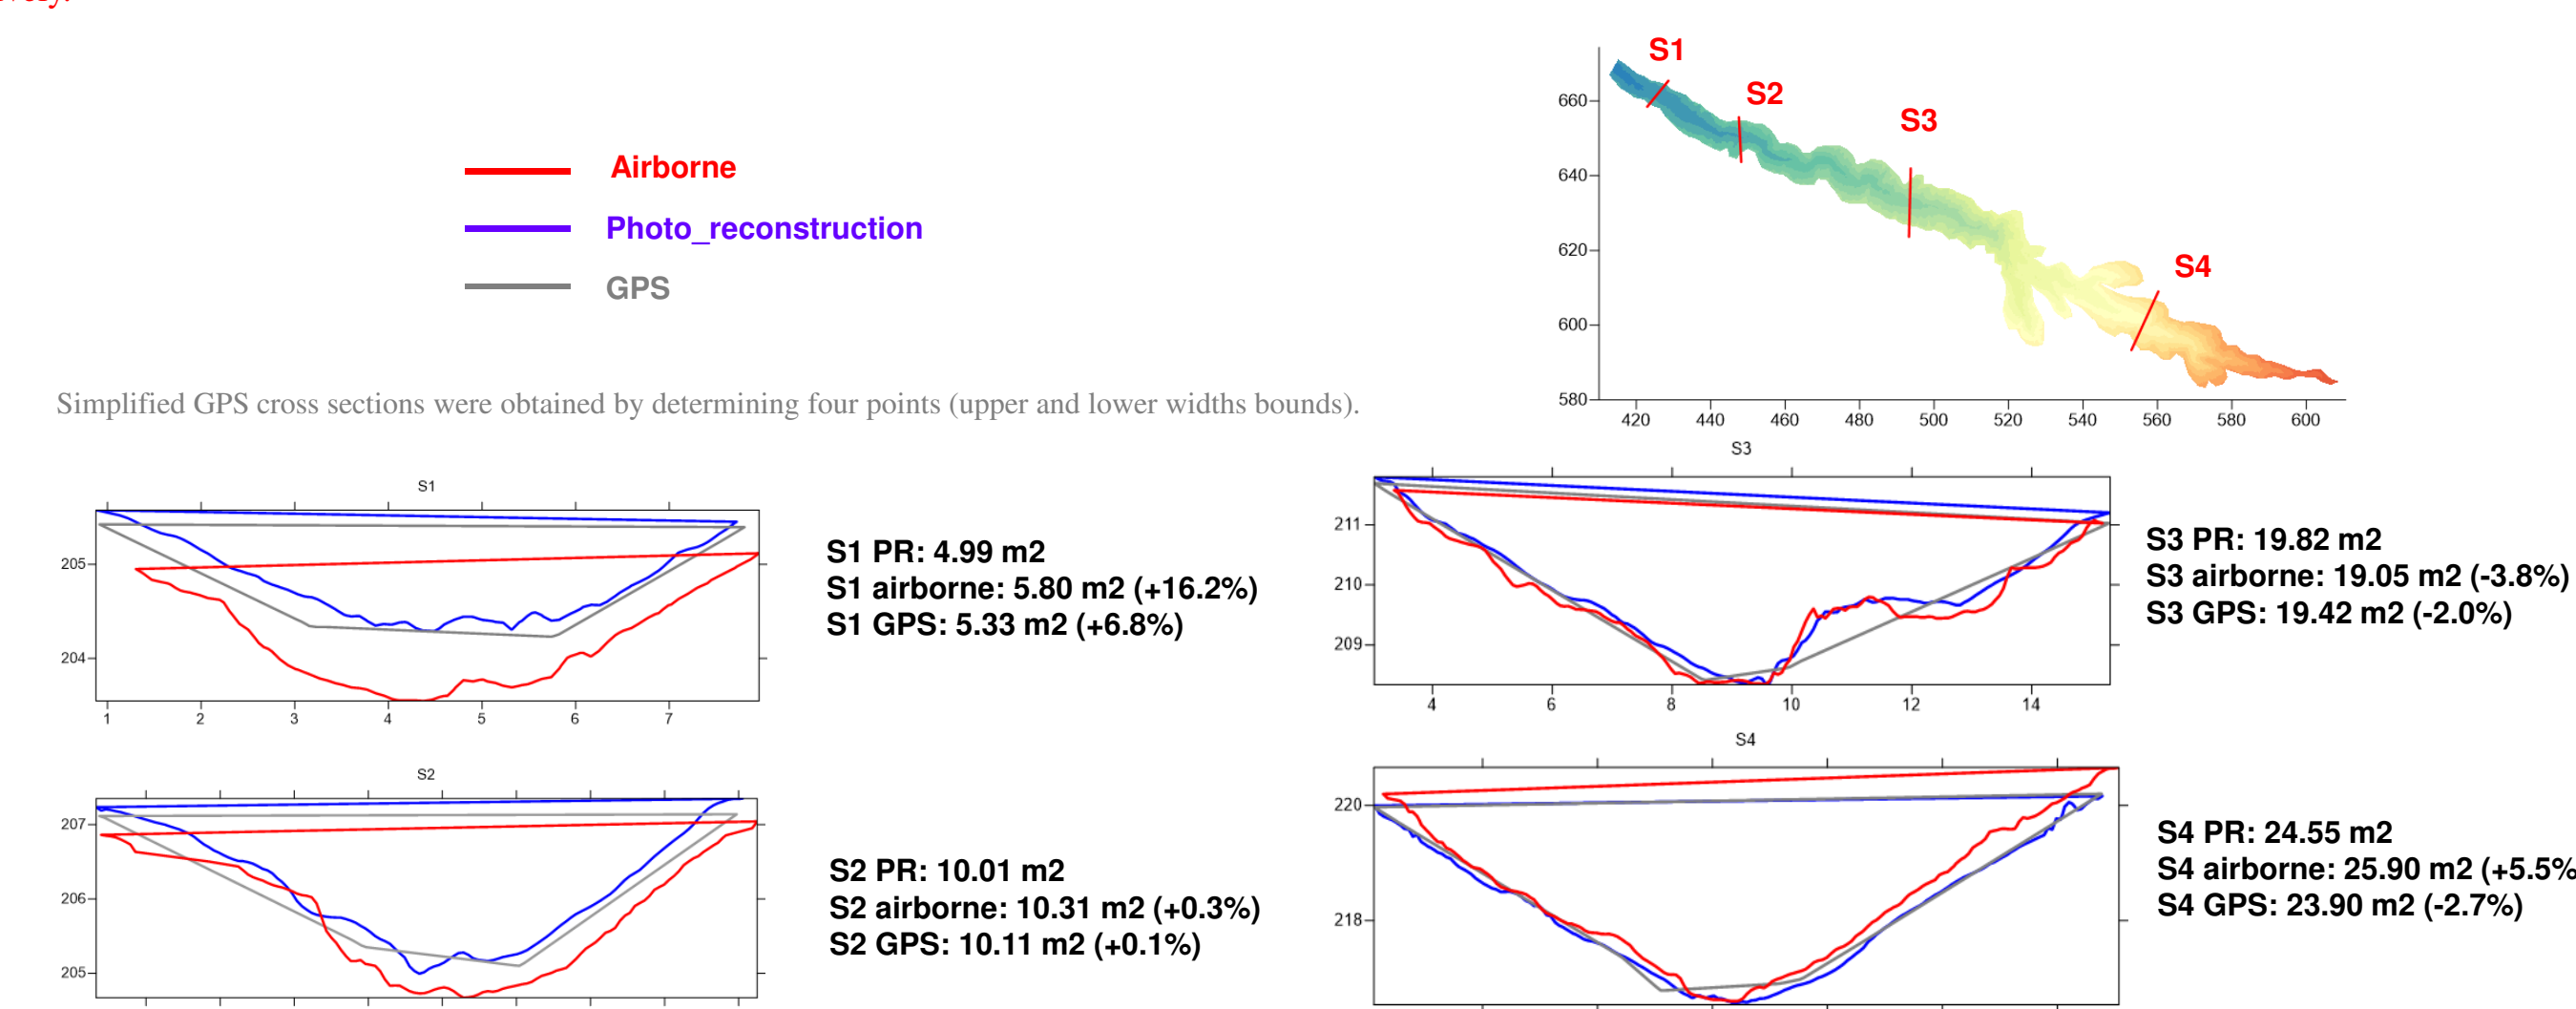 Airborne
Photo_reconstruction
GPS
Simplified GPS cross sections were obtained by determining four points (upper and lower widths bounds).
S1
S2
S3
S4
660
640
620
600
580
420 440 460 480 500 520 540 560 580 600
S1
205
204
1 2 3 4 5 6 7
S1 PR: 4.99 m2
S1 airborne: 5.80 m2 (+16.2%)
S1 GPS: 5.33 m2 (+6.8%)
S3
211
210
209
4 6 8 10 12 14
S3 PR: 19.82 m2
S3 airborne: 19.05 m2 (-3.8%)
S3 GPS: 19.42 m2 (-2.0%)
S2
207
206
205
S2 PR: 10.01 m2
S2 airborne: 10.31 m2 (+0.3%)
S2 GPS: 10.11 m2 (+0.1%)
S4
220
218
S4 PR: 24.55 m2
S4 airborne: 25.90 m2 (+5.5%
S4 GPS: 23.90 m2 (-2.7%)